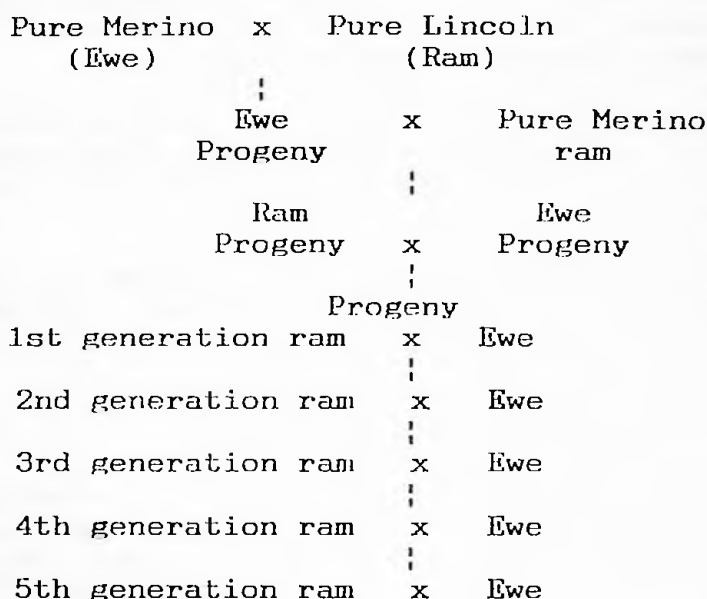 Pure Merino x Pure Lincoln
(Ewe) (Ram)
Ewe x Pure Merino
Progeny ram
Ram Ewe
Progeny x Progeny
Progeny
1st generation ram x Ewe
2nd generation ram x Ewe
3rd generation ram x Ewe
4th generation ram x Ewe
5th generation ram x Ewe